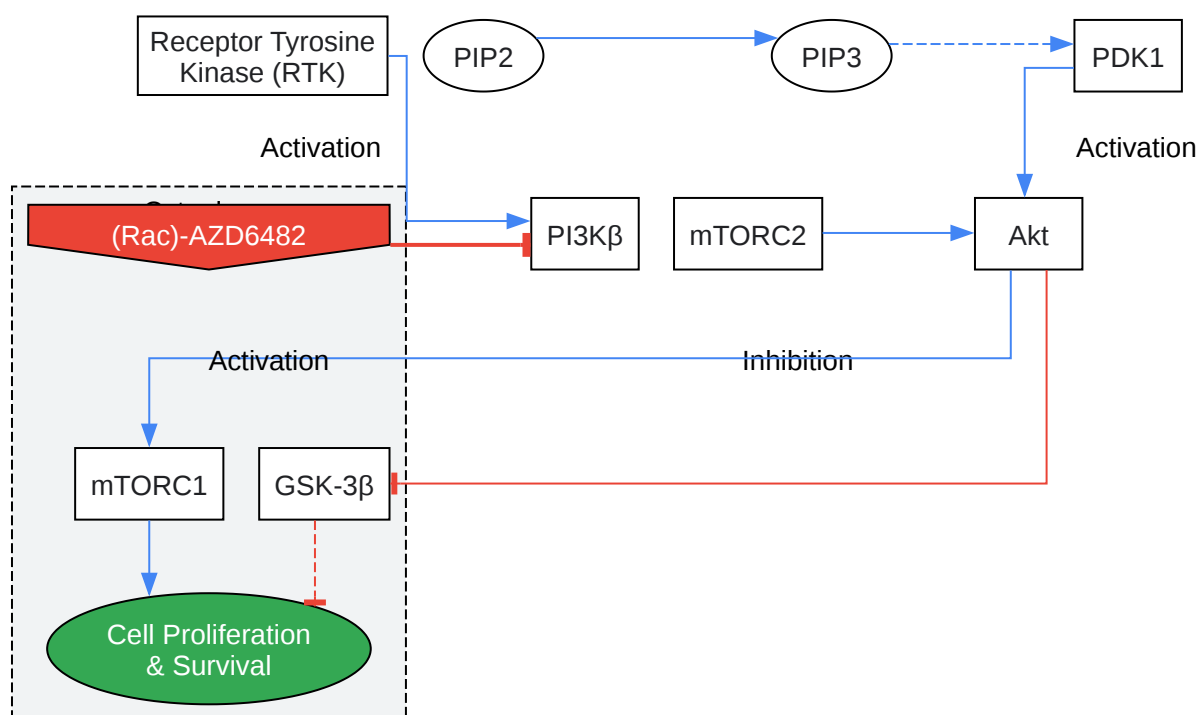 Receptor Tyrosine
Kinase (RTK)
PIP2
PIP3
PDK1
Activation
Activation
(Rac)-AZD6482
PI3Kβ
mTORC2
Akt
Activation
Inhibition
mTORC1
GSK-3β
Cell Proliferation
& Survival